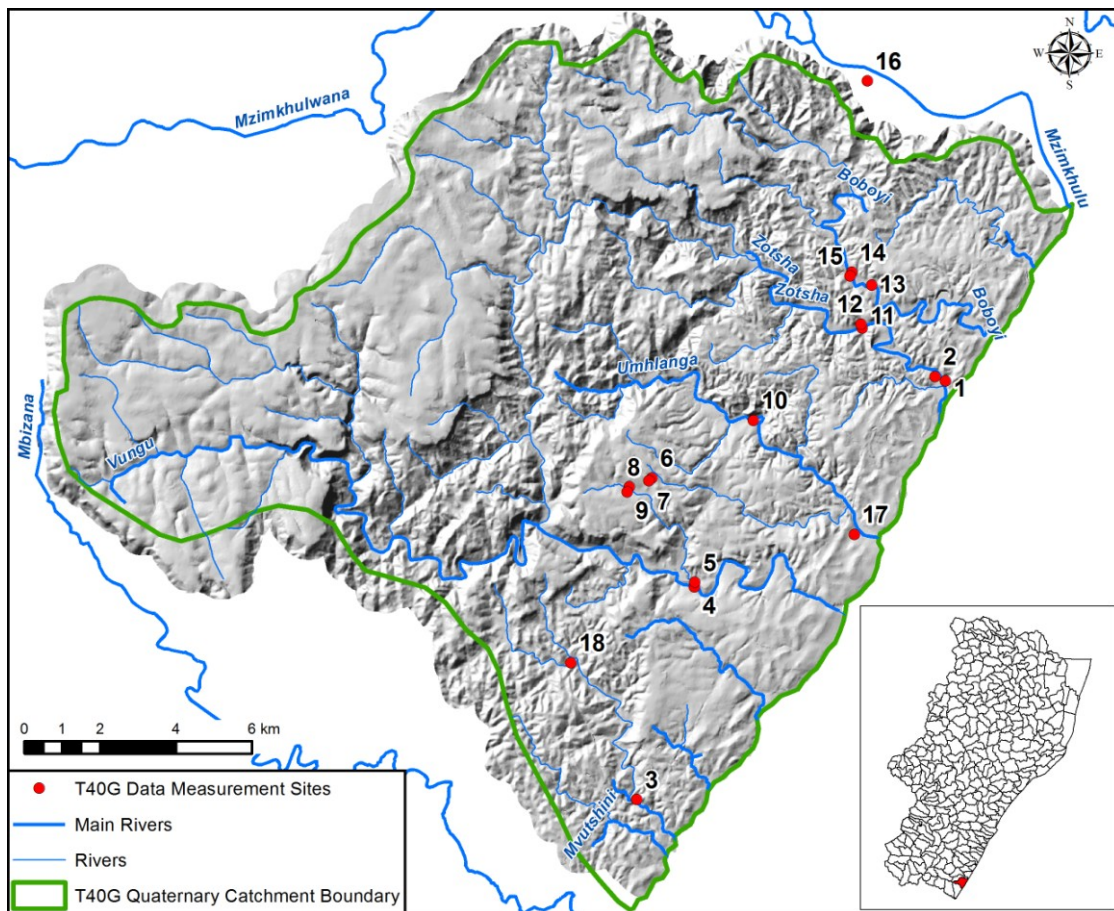 N
W E
S
16
Mzimkhulwana
Mzimkhulu
Boboyi
Zotsha
15 14
13
Zotsha
12 11
Boboyi
2
1
Umhlanga
10
Mbizana
Vungu
8 6
7
9
17
5
4
18
0 1 2 4 6 km
3
Mvutshini
T40G Data Measurement Sites
Main Rivers
Rivers
T40G Quaternary Catchment Boundary